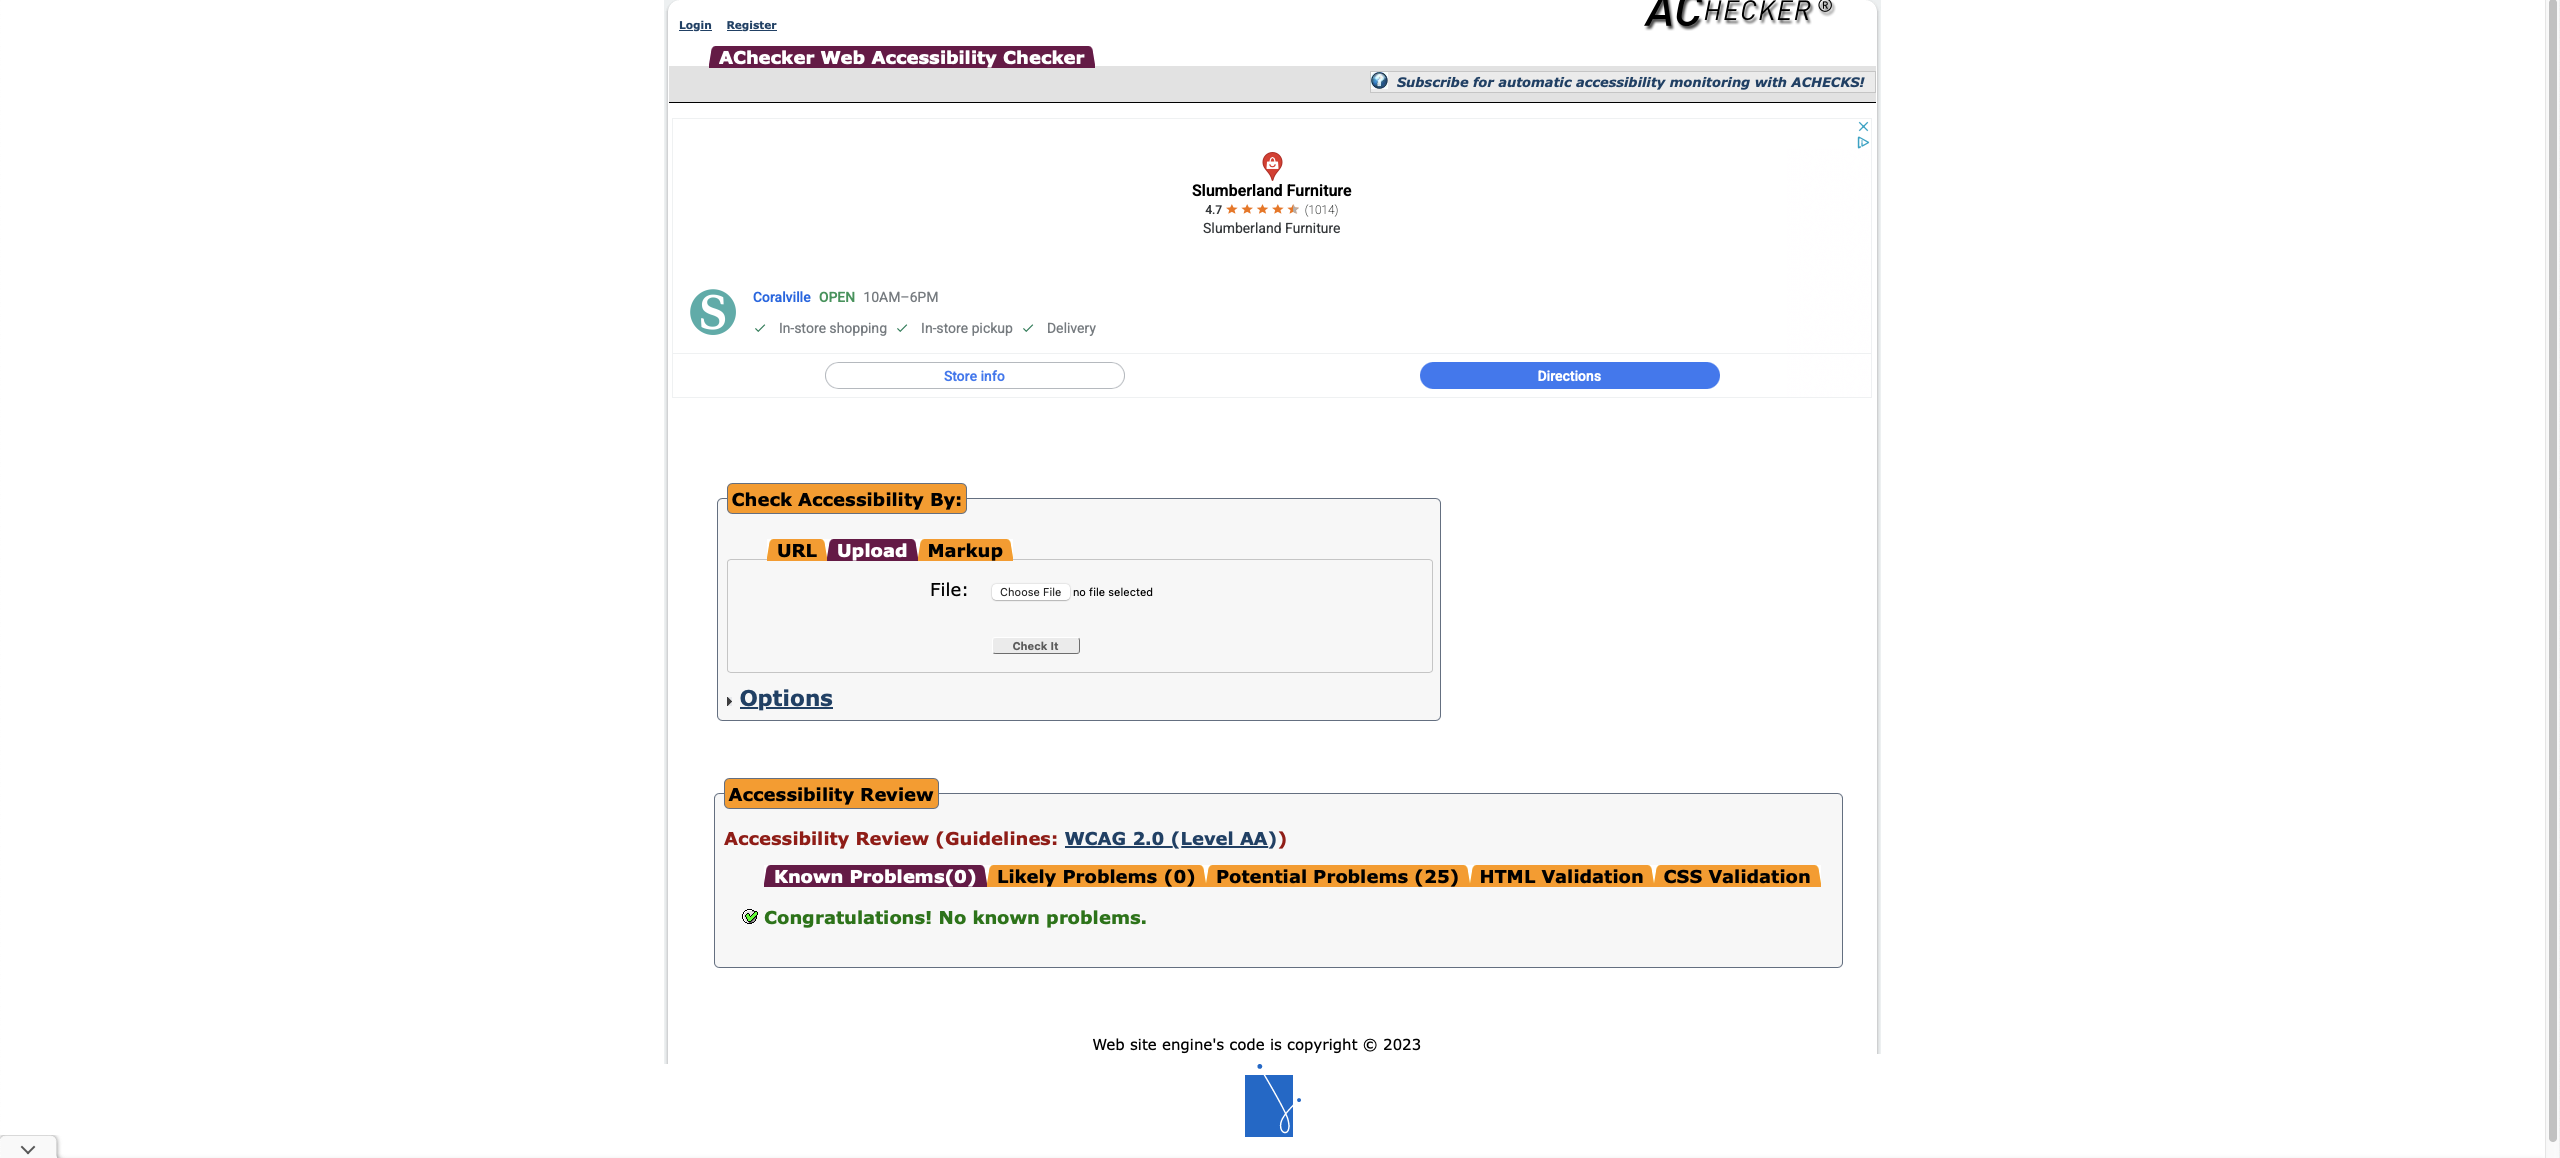 Login Register
ACHECKER ®
AChecker Web Accessibility Checker
Subscribe for automatic accessibility monitoring with ACHECKS!
Slumberland Furniture
4.7 (1014)
Slumberland Furniture
S
Coralville OPEN 10AM–6PM
In-store shopping In-store pickup Delivery
Store info Directions
Check Accessibility By:
URL Upload Markup
File: Choose File no file selected
Check It
Options
Accessibility Review
Accessibility Review (Guidelines: WCAG 2.0 (Level AA))
Known Problems(0) Likely Problems (0) Potential Problems (25) HTML Validation CSS Validation
Congratulations! No known problems.
Web site engine's code is copyright © 2023